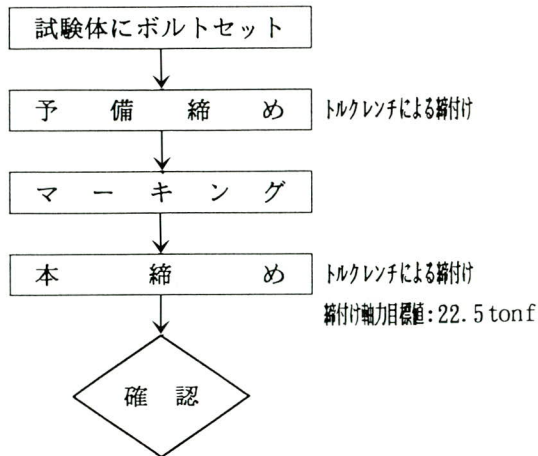 試験体にボルトセット
予備締め
トルクレンチによる締付け
マーキング
本締め
トルクレンチによる締付け
締付け軸力目標値:22.5tonf
確認